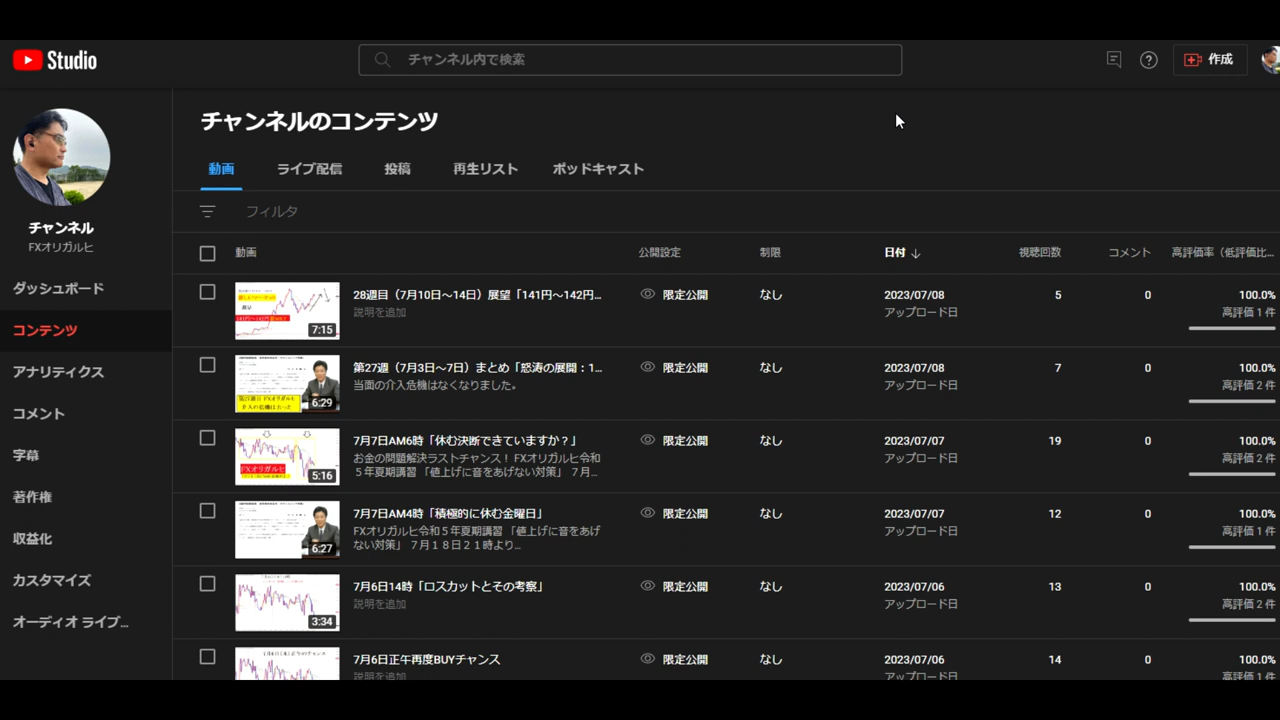 Studio
チャンネル内で検索
作成
チャンネルのコンテンツ
動画 ライブ配信 投稿 再生リスト ポッドキャスト
フィルタ
チャンネル
FXオリガルヒ
ダッシュボード
コンテンツ
アナリティクス
コメント
字幕
著作権
収益化
カスタマイズ
オーディオ ライブ...
動画 公開設定 制限 日付 視聴回数 コメント 高評価率（低評価比...
28週目（7月10日～14日）展望「141円～142円... 限定公開 なし 2023/07/08 5 0 100.0%
説明を追加 アップロード日 高評価 1 件
7:15
第27週（7月3日～7日）まとめ「怒涛の展開：1... 限定公開 なし 2023/07/08 7 0 100.0%
当面の介入危機はなくなりました。 アップロード日 高評価 2 件
6:29
7月7日AM6時「休む決断できていますか？」 限定公開 なし 2023/07/07 19 0 100.0%
お金の問題解決ラストチャンス！ FXオリガルヒ令和 アップロード日 高評価 2 件
５年夏期講習 「値上げに音をあげない対策」 ７月...
FXオリガルヒ
5:16
7月7日AM4時「積極的に休む金曜日」 限定公開 なし 2023/07/07 12 0 100.0%
FXオリガルヒ令和５年夏期講習 「値上げに音をあげ アップロード日 高評価 1 件
ない対策」 ７月１８日２１時より...
6:27
7月6日14時「ロスカットとその考察」 限定公開 なし 2023/07/06 13 0 100.0%
説明を追加 アップロード日 高評価 2 件
3:34
7月6日正午再度BUYチャンス 限定公開 なし 2023/07/06 14 0 100.0%
説明を追加 アップロード日 高評価 1 件